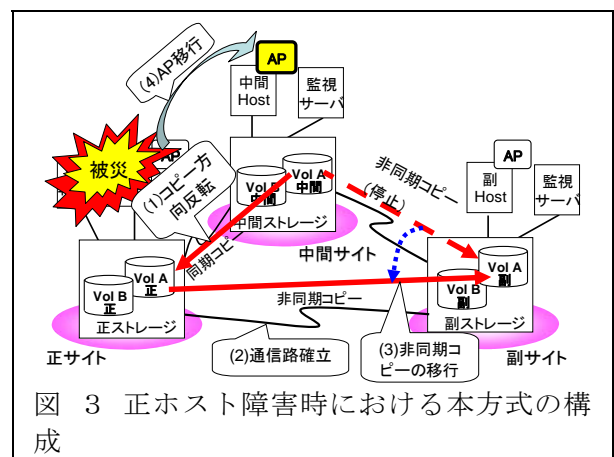 (4)AP移行
AP
中間
Host
監視
サーバ
被災
(1)コピー方
向反転
Vol A
中間
中間
中間ストレージ
同期コピ
非同期コピー
(停止)
中間サイト
AP
副
Host
監視
サーバ
Vol A
正
Vol B
正
正ストレージ
正サイト
非同期コピー
(2)通信路確立
(3)非同期コ
ピーの移行
Vol A
副
Vol B
副
副ストレージ
副サイト
図 3 正ホスト障害時における本方式の構
成